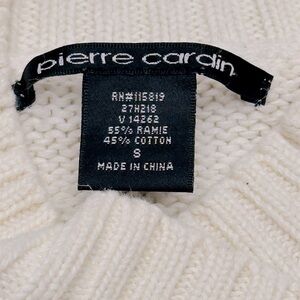 pierre cardin
RN#115819
27H218
V 14262
55% RAMIE
45% COTTON
S
MADE IN CHINA